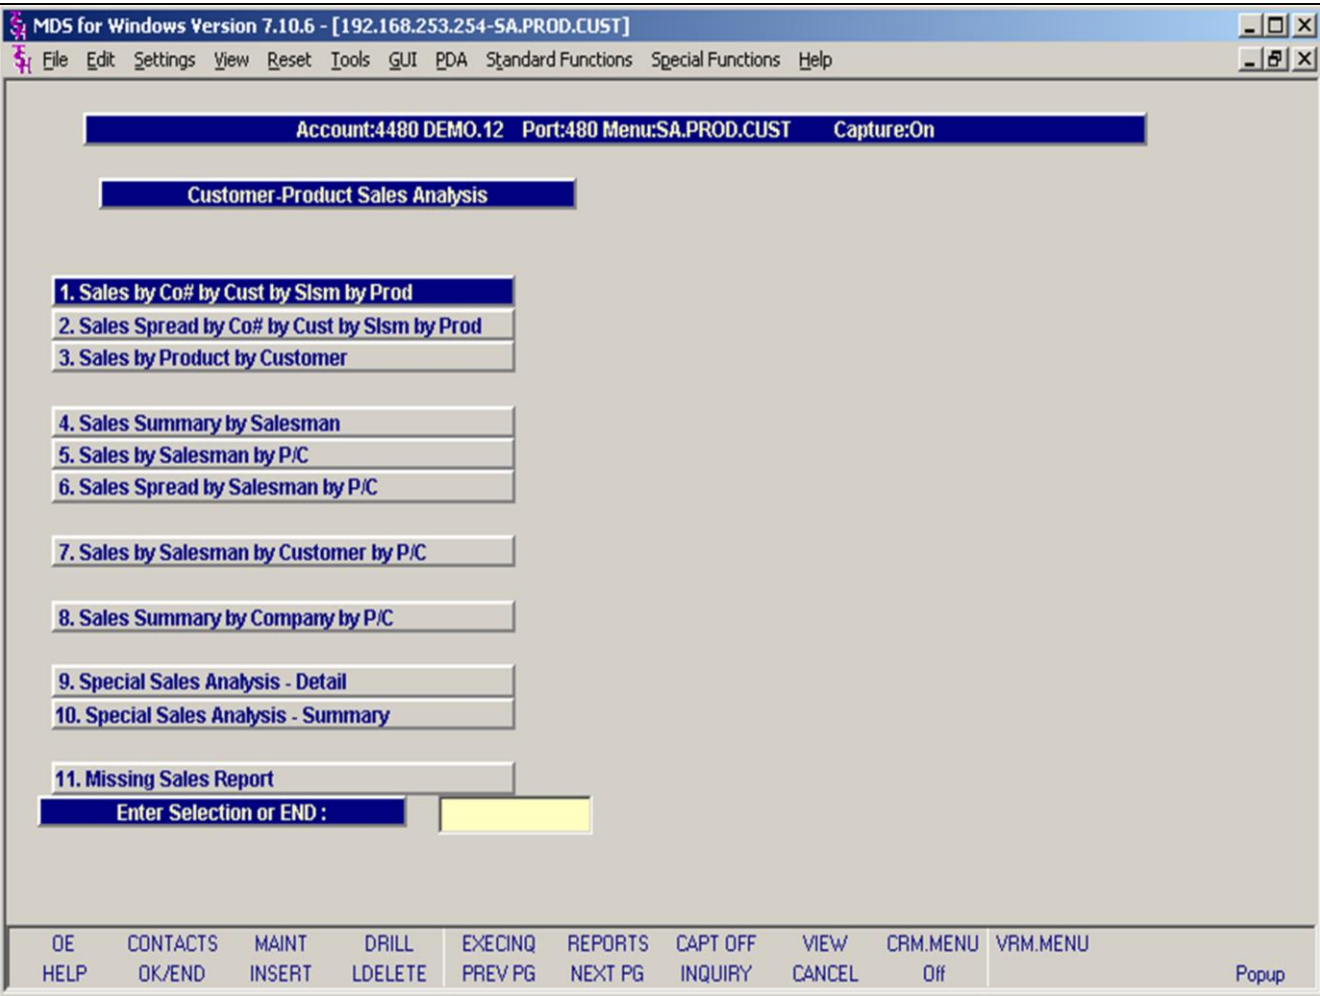 MDS for Windows Version 7.10.6 - [192.168.253.254-SA.PROD.CUST]
File Edit Settings View Reset Tools GUI PDA Standard Functions Special Functions Help
Account:4480 DEMO.12 Port:480 Menu:SA.PROD.CUST Capture:On
Customer-Product Sales Analysis
1. Sales by Co# by Cust by Slsm by Prod
2. Sales Spread by Co# by Cust by Slsm by Prod
3. Sales by Product by Customer
4. Sales Summary by Salesman
5. Sales by Salesman by P/C
6. Sales Spread by Salesman by P/C
7. Sales by Salesman by Customer by P/C
8. Sales Summary by Company by P/C
9. Special Sales Analysis - Detail
10. Special Sales Analysis - Summary
11. Missing Sales Report
Enter Selection or END :
OE CONTACTS MAINT DRILL EXECINQ REPORTS CAPT OFF VIEW CRM.MENU VRM.MENU
HELP OK/END INSERT LDELETE PREV PG NEXT PG INQUIRY CANCEL Off Popup